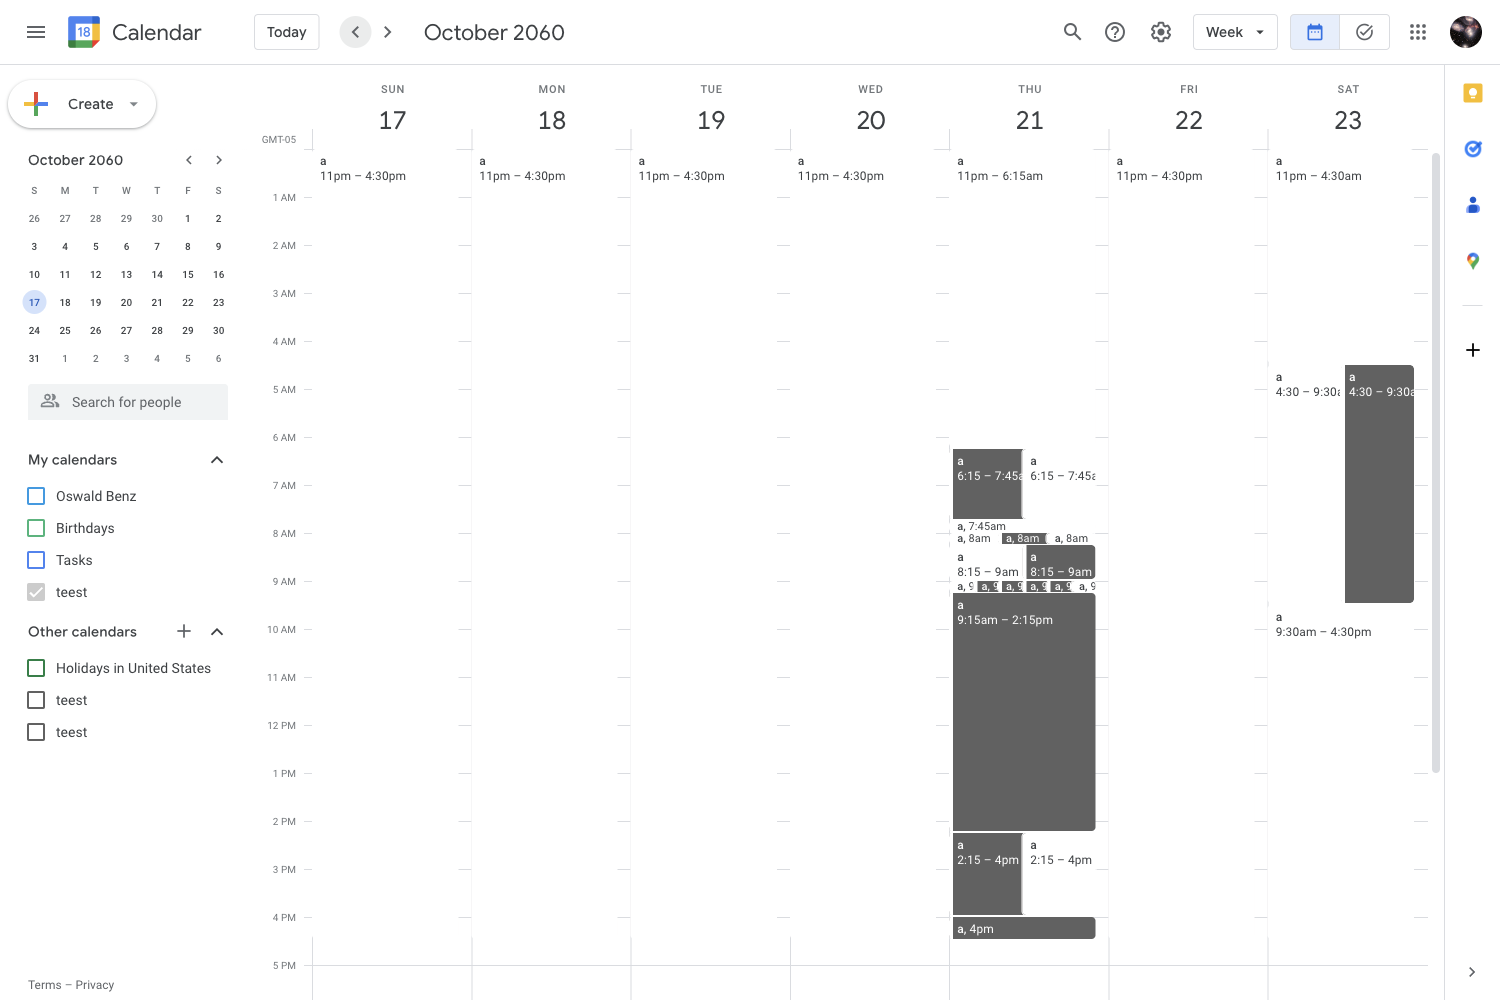 18 Calendar Today October 2060 Week
Create
October 2060
S M T W T F S
26 27 28 29 30 1 2
3 4 5 6 7 8 9
10 11 12 13 14 15 16
17 18 19 20 21 22 23
24 25 26 27 28 29 30
31 1 2 3 4 5 6
Search for people
My calendars
Oswald Benz
Birthdays
Tasks
teest
Other calendars
Holidays in United States
teest
teest
Terms – Privacy
SUN MON TUE WED THU FRI SAT
17 18 19 20 21 22 23
GMT-05
a a a a a a a
11pm – 4:30pm 11pm – 4:30pm 11pm – 4:30pm 11pm – 4:30pm 11pm – 6:15am 11pm – 4:30pm 11pm – 4:30am
1 AM
2 AM
3 AM
4 AM
a a
5 AM 4:30 – 9:30a 4:30 – 9:30a
6 AM
a a
6:15 – 7:45a 6:15 – 7:45a
7 AM
a, 7:45am
8 AM
a, 8am a, 8am a, 8am
a a
8:15 – 9am 8:15 – 9am
9 AM
a, 9 a, 9 a, 9 a, 9 a, 9 a, 9
a a
9:15am – 2:15pm
10 AM 9:30am – 4:30pm
11 AM
12 PM
1 PM
2 PM
a a
2:15 – 4pm 2:15 – 4pm
3 PM
4 PM
a, 4pm
5 PM